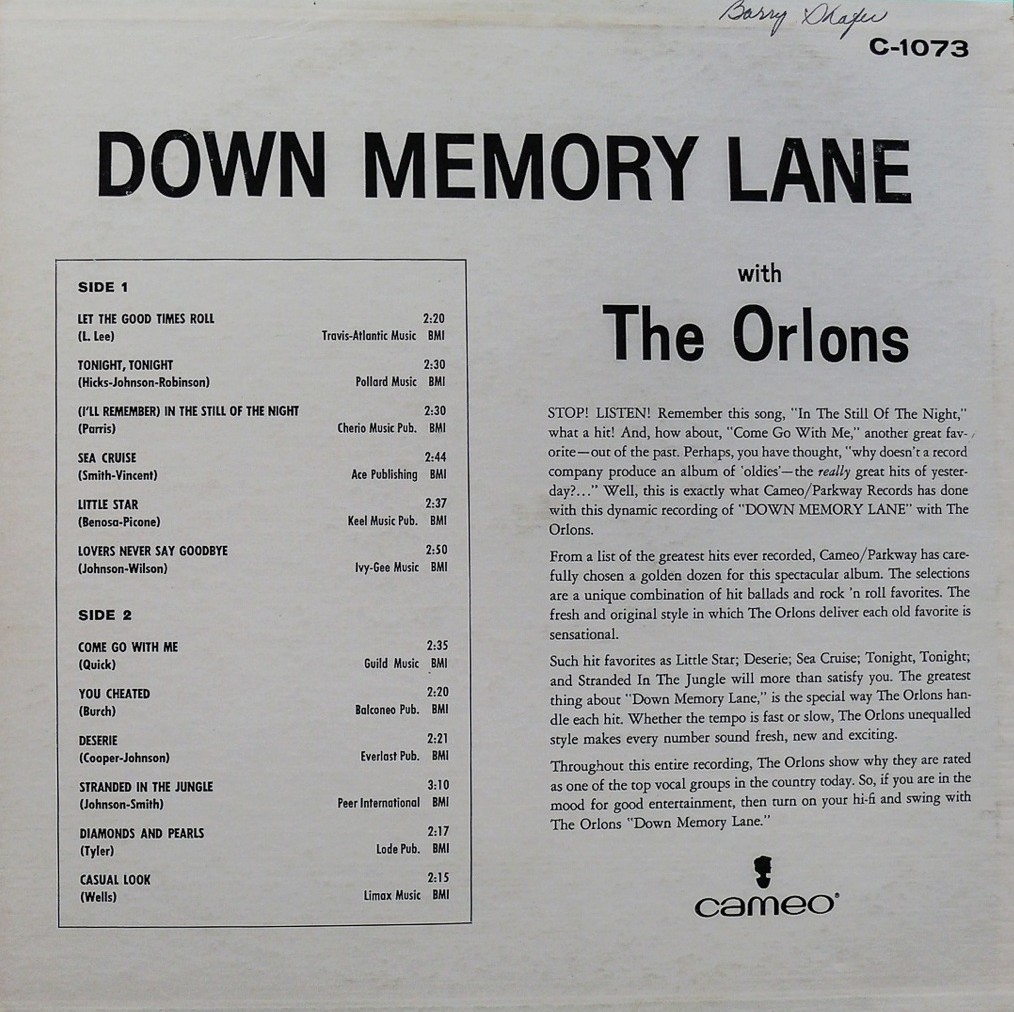 Barry Shafer
C-1073
DOWN MEMORY LANE
SIDE 1
LET THE GOOD TIMES ROLL 2:20
(L. Lee) Travis-Atlantic Music BMI
TONIGHT, TONIGHT 2:30
(Hicks-Johnson-Robinson) Pollard Music BMI
(I'LL REMEMBER) IN THE STILL OF THE NIGHT 2:30
(Parris) Cherio Music Pub. BMI
SEA CRUISE 2:44
(Smith-Vincent) Ace Publishing BMI
LITTLE STAR 2:37
(Benosa-Picone) Keel Music Pub. BMI
LOVERS NEVER SAY GOODBYE 2:50
(Johnson-Wilson) Ivy-Gee Music BMI
SIDE 2
COME GO WITH ME 2:35
(Quick) Guild Music BMI
YOU CHEATED 2:20
(Burch) Balconeo Pub. BMI
DESERIE 2:21
(Cooper-Johnson) Everlast Pub. BMI
STRANDED IN THE JUNGLE 3:10
(Johnson-Smith) Peer International BMI
DIAMONDS AND PEARLS 2:17
(Tyler) Lode Pub. BMI
CASUAL LOOK 2:15
(Wells) Limax Music BMI
with
The Orlons
STOP! LISTEN! Remember this song, "In The Still Of The Night,"
what a hit! And, how about, "Come Go With Me," another great fav-
orite—out of the past. Perhaps, you have thought, "why doesn't a record
company produce an album of 'oldies'—the really great hits of yester-
day?..." Well, this is exactly what Cameo/Parkway Records has done
with this dynamic recording of "DOWN MEMORY LANE" with The
Orlons.
From a list of the greatest hits ever recorded, Cameo/Parkway has care-
fully chosen a golden dozen for this spectacular album. The selections
are a unique combination of hit ballads and rock 'n roll favorites. The
fresh and original style in which The Orlons deliver each old favorite is
sensational.
Such hit favorites as Little Star; Deserie; Sea Cruise; Tonight, Tonight;
and Stranded In The Jungle will more than satisfy you. The greatest
thing about "Down Memory Lane," is the special way The Orlons han-
dle each hit. Whether the tempo is fast or slow, The Orlons unequalled
style makes every number sound fresh, new and exciting.
Throughout this entire recording, The Orlons show why they are rated
as one of the top vocal groups in the country today. So, if you are in the
mood for good entertainment, then turn on your hi-fi and swing with
The Orlons "Down Memory Lane."
cameo®